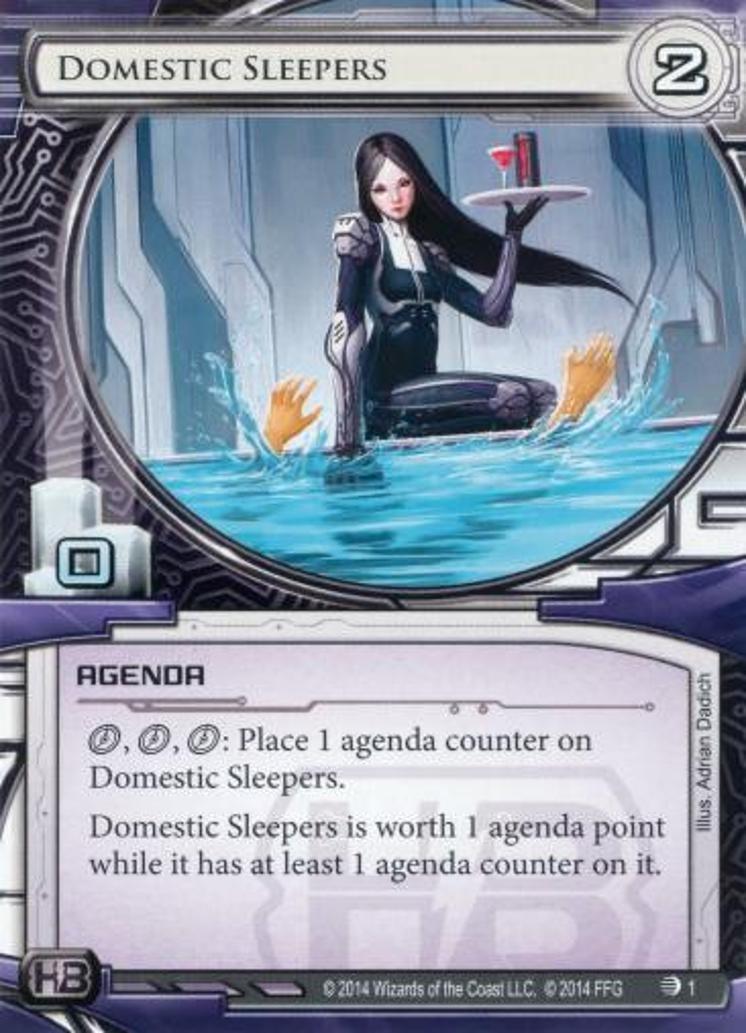 DOMESTIC SLEEPERS
2
0
AGENDA
, , : Place 1 agenda counter on
Domestic Sleepers.
Domestic Sleepers is worth 1 agenda point
while it has at least 1 agenda counter on it.
Illus. Adrian Dadich
HB
HB
© 2014 Wizards of the Coast LLC. © 2014 FFG
1